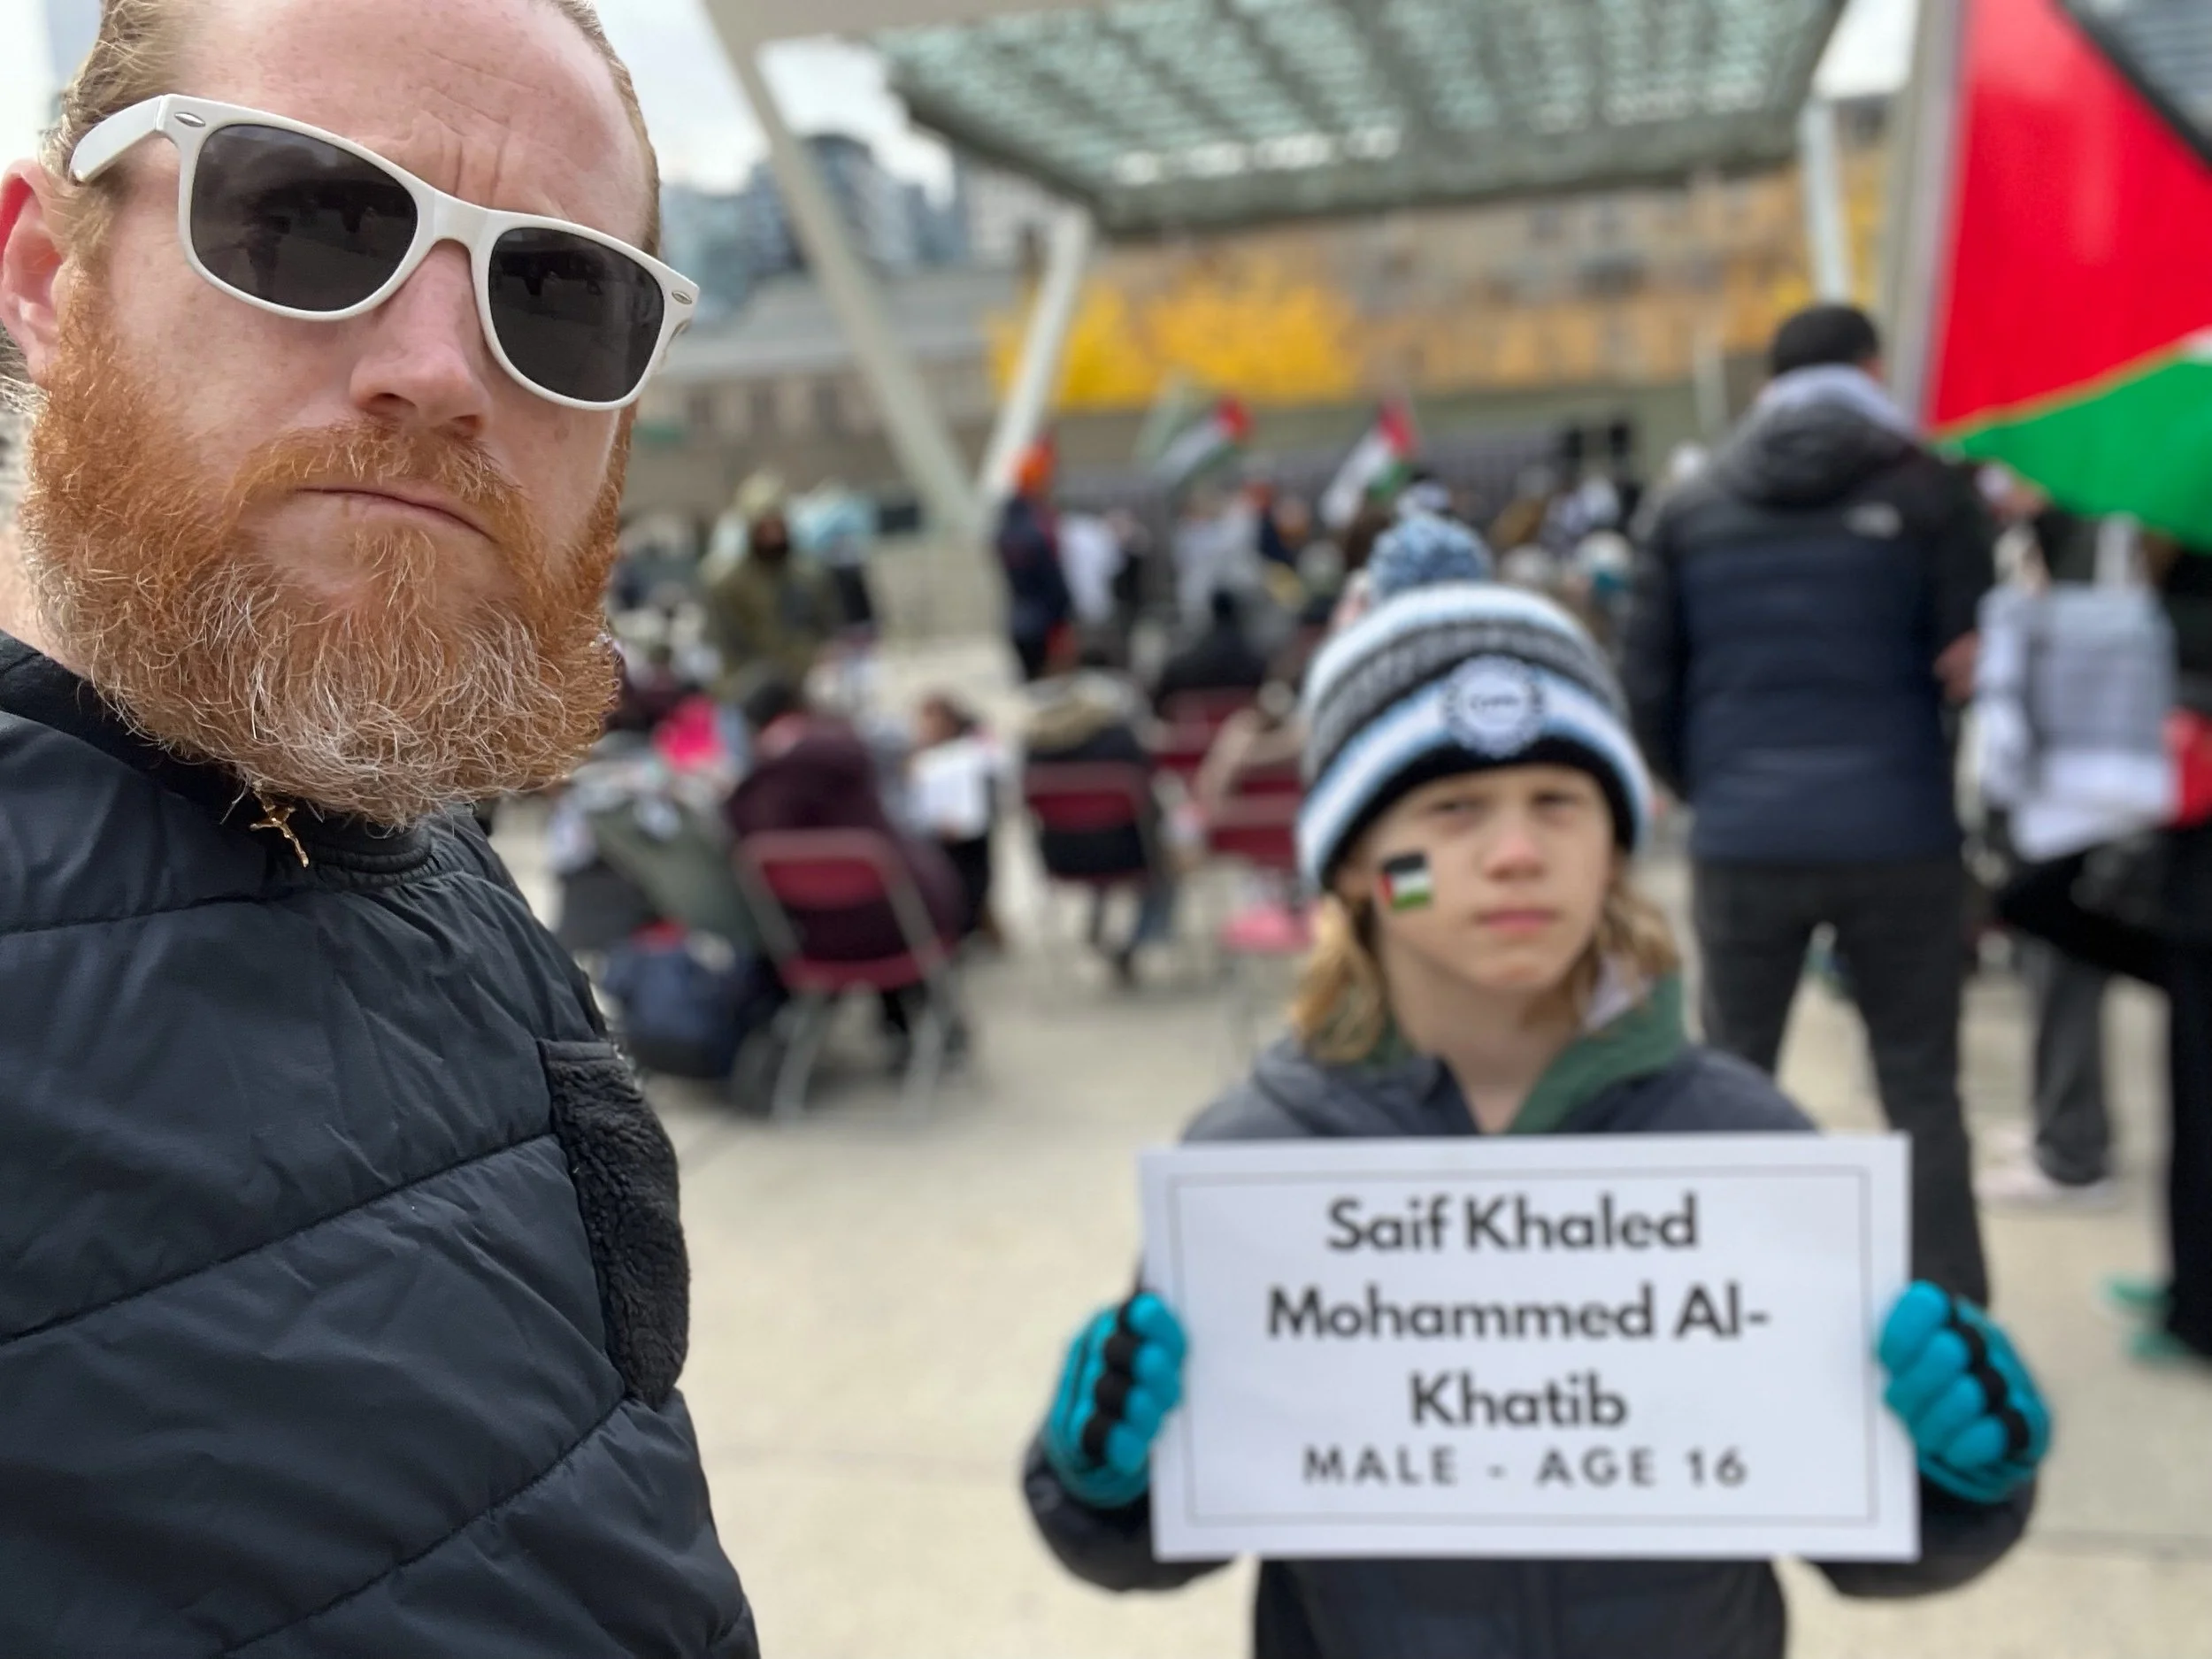 Saif Khaled
Mohammed Al-
Khatib
MALE - AGE 16